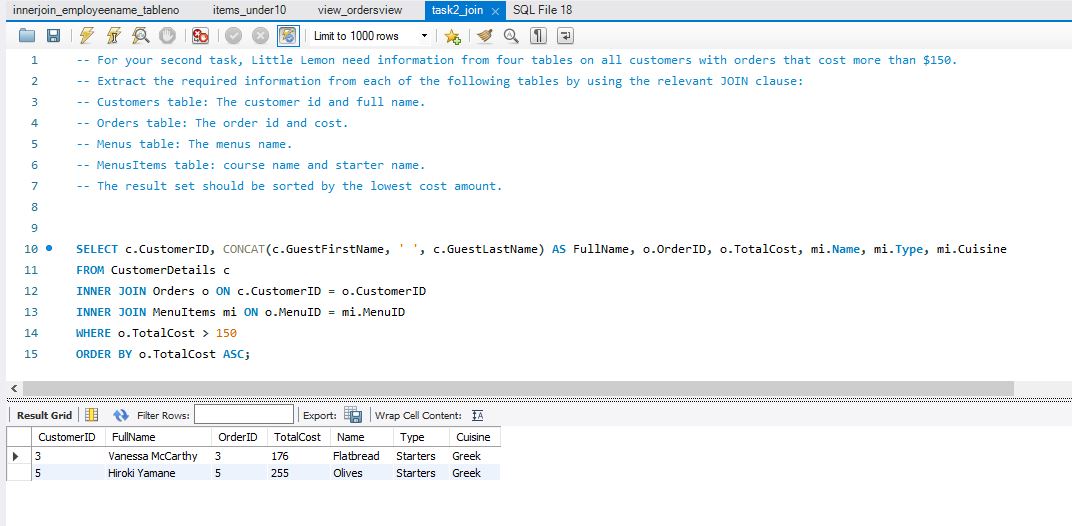 innerjoin_employeename_tableno items_under10 view_ordersview task2_join SQL File 18
Limit to 1000 rows
1 -- For your second task, Little Lemon need information from four tables on all customers with orders that cost more than $150.
2 -- Extract the required information from each of the following tables by using the relevant JOIN clause:
3 -- Customers table: The customer id and full name.
4 -- Orders table: The order id and cost.
5 -- Menus table: The menus name.
6 -- MenusItems table: course name and starter name.
7 -- The result set should be sorted by the lowest cost amount.
8
9
10 SELECT c.CustomerID, CONCAT(c.GuestFirstName, ' ', c.GuestLastName) AS FullName, o.OrderID, o.TotalCost, mi.Name, mi.Type, mi.Cuisine
11 FROM CustomerDetails c
12 INNER JOIN Orders o ON c.CustomerID = o.CustomerID
13 INNER JOIN MenuItems mi ON o.MenuID = mi.MenuID
14 WHERE o.TotalCost > 150
15 ORDER BY o.TotalCost ASC;
Result Grid Filter Rows: Export: Wrap Cell Content: IA
CustomerID FullName OrderID TotalCost Name Type Cuisine
3 Vanessa McCarthy 3 176 Flatbread Starters Greek
5 Hiroki Yamane 5 255 Olives Starters Greek